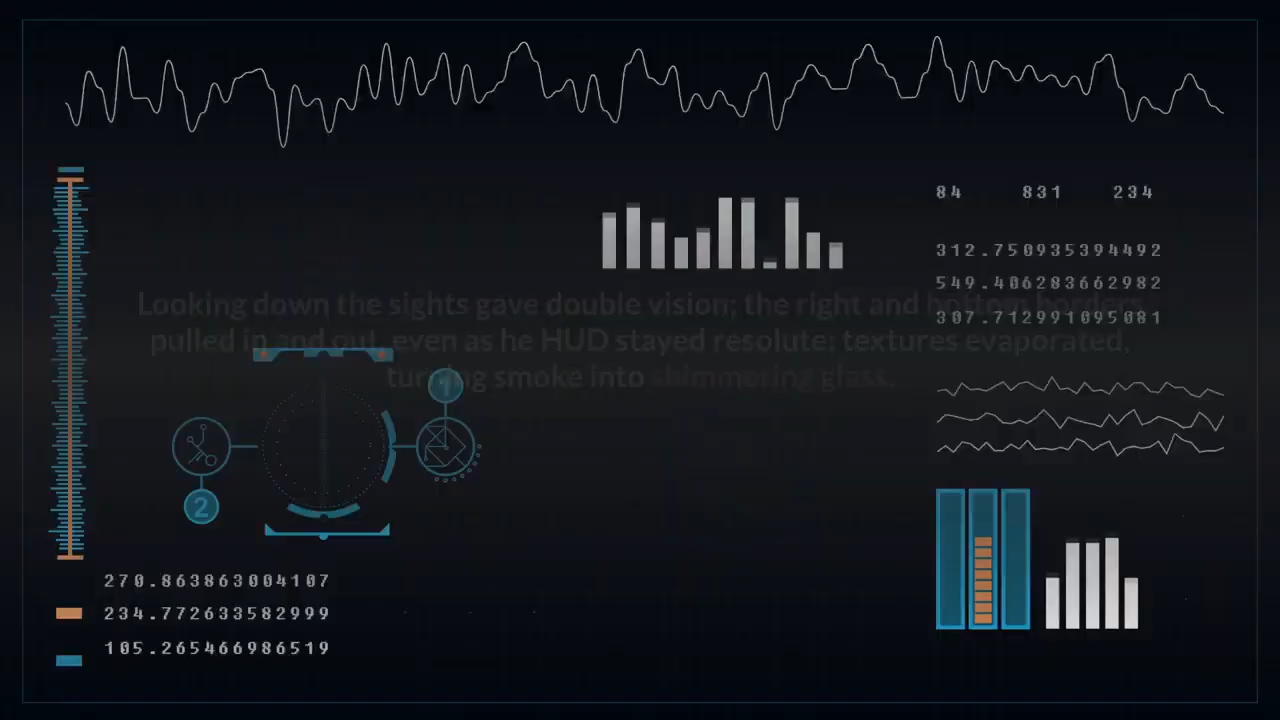 84 831 234
312.750935394492
549.406283662982
307.712991095081
Looking down the sights gave double vision; the right and bottom borders
pulled in and out even as he HUD stayed resolute: textures evaporated,
turning smoke into shimmering glass.
1
2
270.863863004107
234.772633582999
105.265466986519